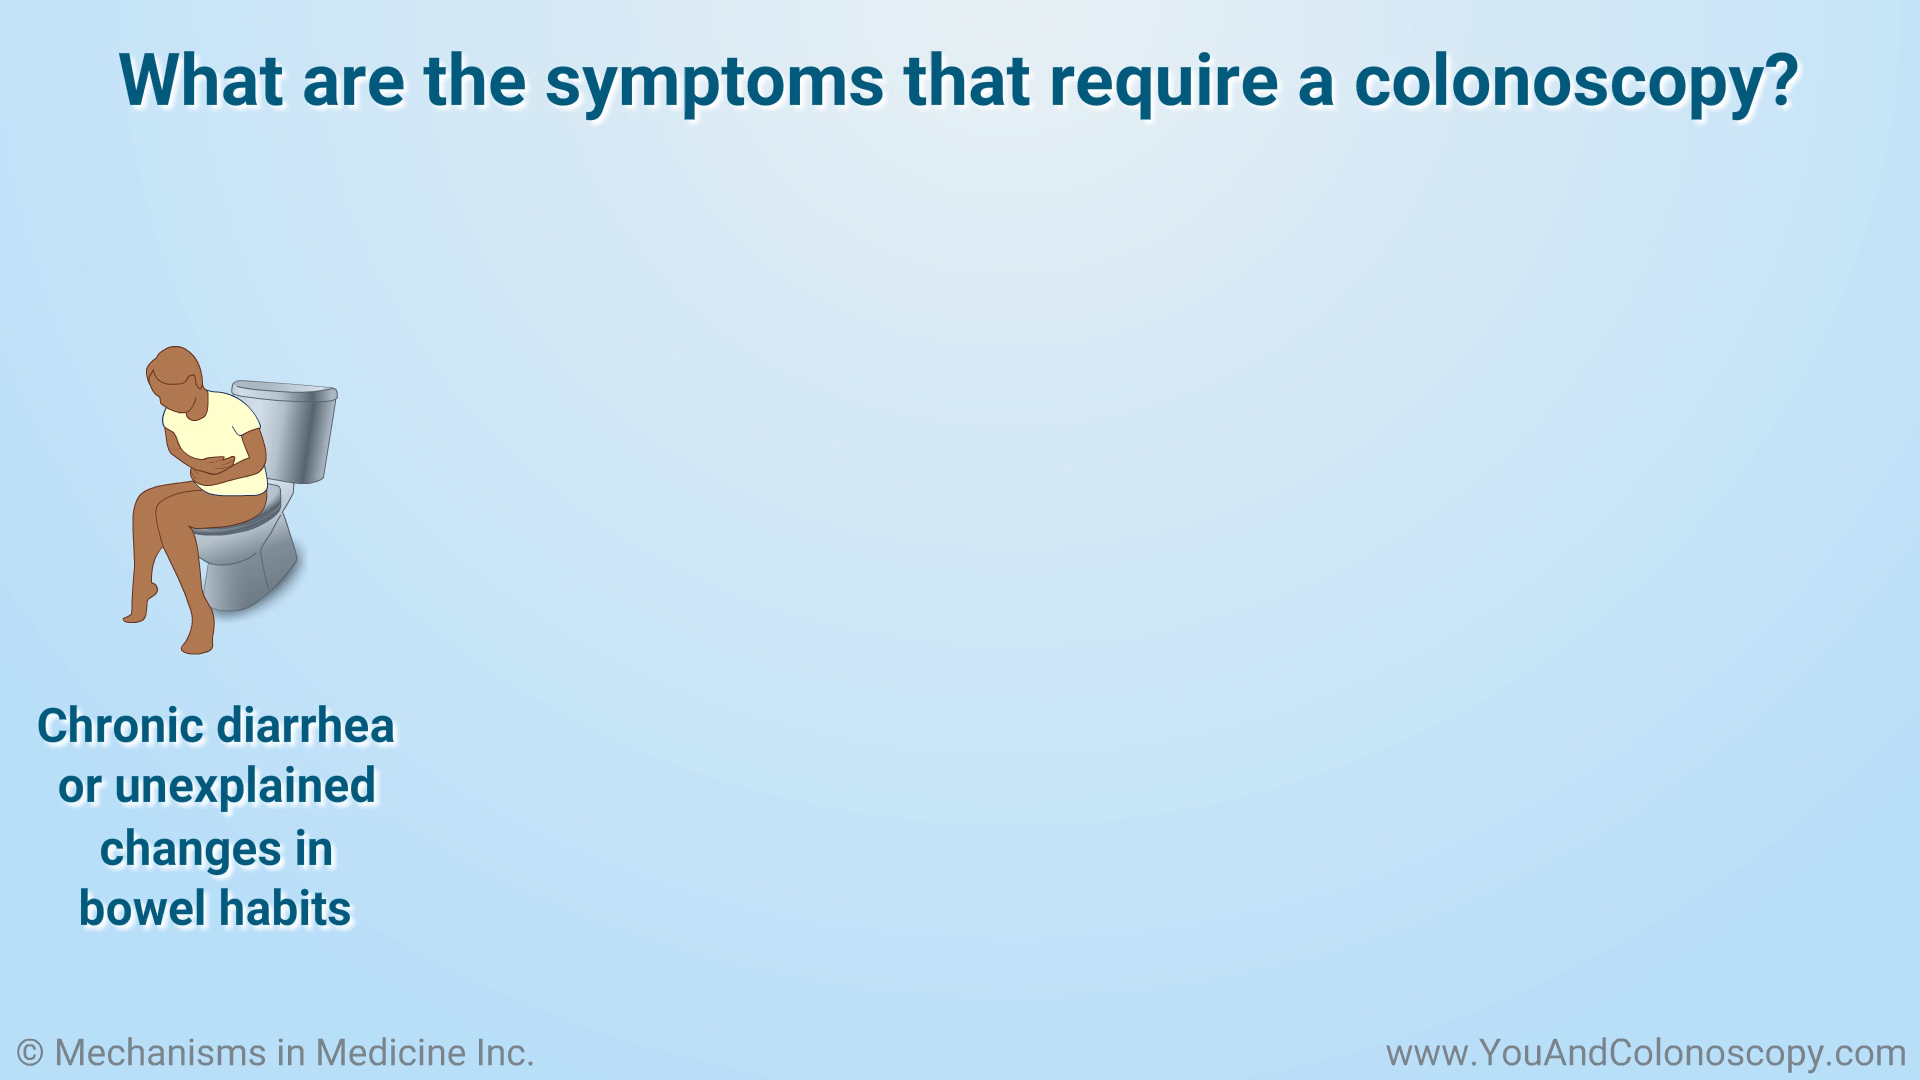 What are the symptoms that require a colonoscopy?
Chronic diarrhea
or unexplained
changes in
bowel habits
© Mechanisms in Medicine Inc.
www.YouAndColonoscopy.com